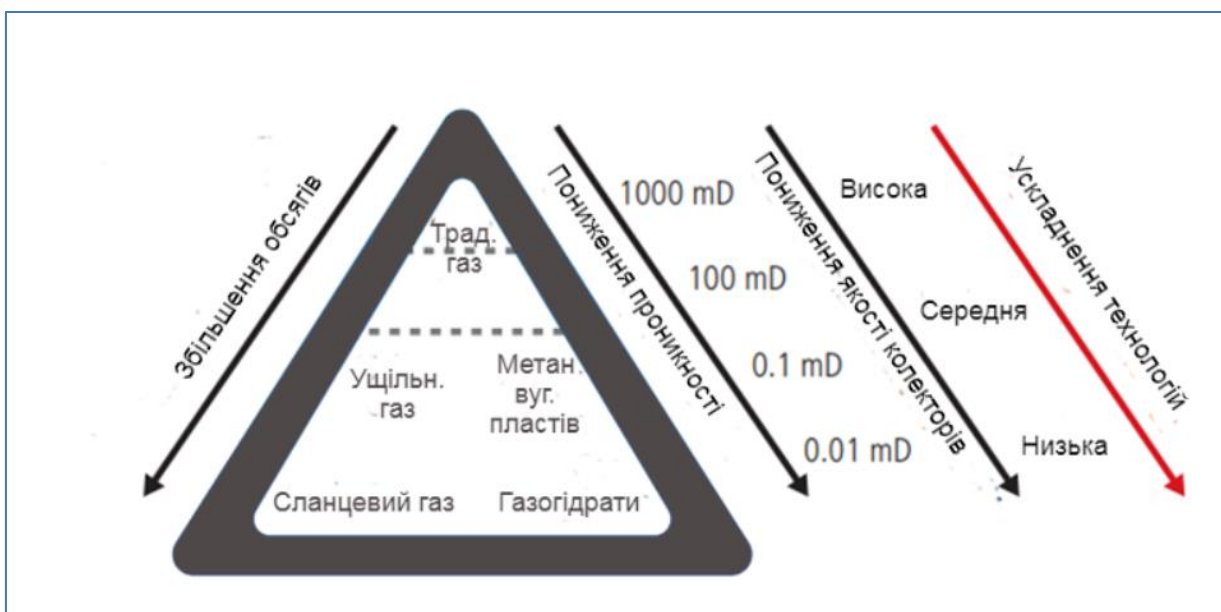 Збільшення обсягів
Трад.
газ
Ущільн.
газ
Метан.
вуг.
пластів
Сланцевий газ
Газогідрати
Пониження проникності
1000 mD
100 mD
0.1 mD
0.01 mD
Пониження якості колекторів
Висока
Середня
Низька
Ускладнення технологій